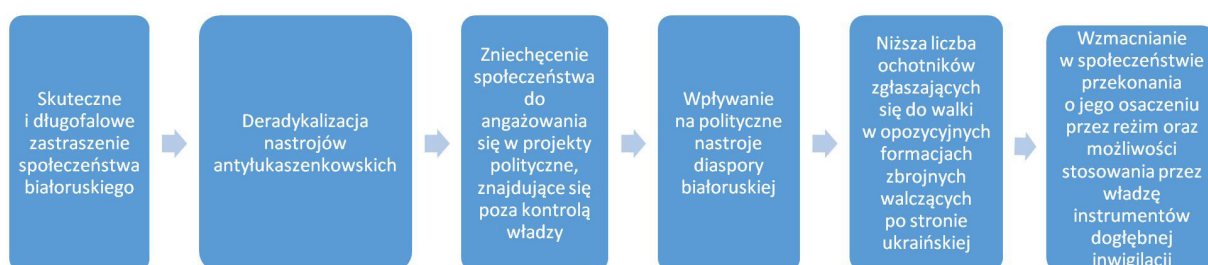 Skuteczne
i długofalowe
zastraszenie
społeczeństwa
białoruskiego
Deradykalizacja
nastrojów
antyłukaszenkowskich
Zniechęcenie
społeczeństwa
do
angażowania
się w projekty
polityczne,
znajdujące się
poza kontrolą
władzy
Wpływanie
na polityczne
nastroje
diaspory
białoruskiej
Niższa liczba
ochotników
zgłaszających
się do walki
w opozycyjnych
formacjach
zbrojnych
walczących
po stronie
ukraińskiej
Wzmacnianie
w społeczeństwie
przekonania
o jego osaczeniu
przez reżim oraz
możliwości
stosowania przez
władzę
instrumentów
dogłębnej
inwigilacji